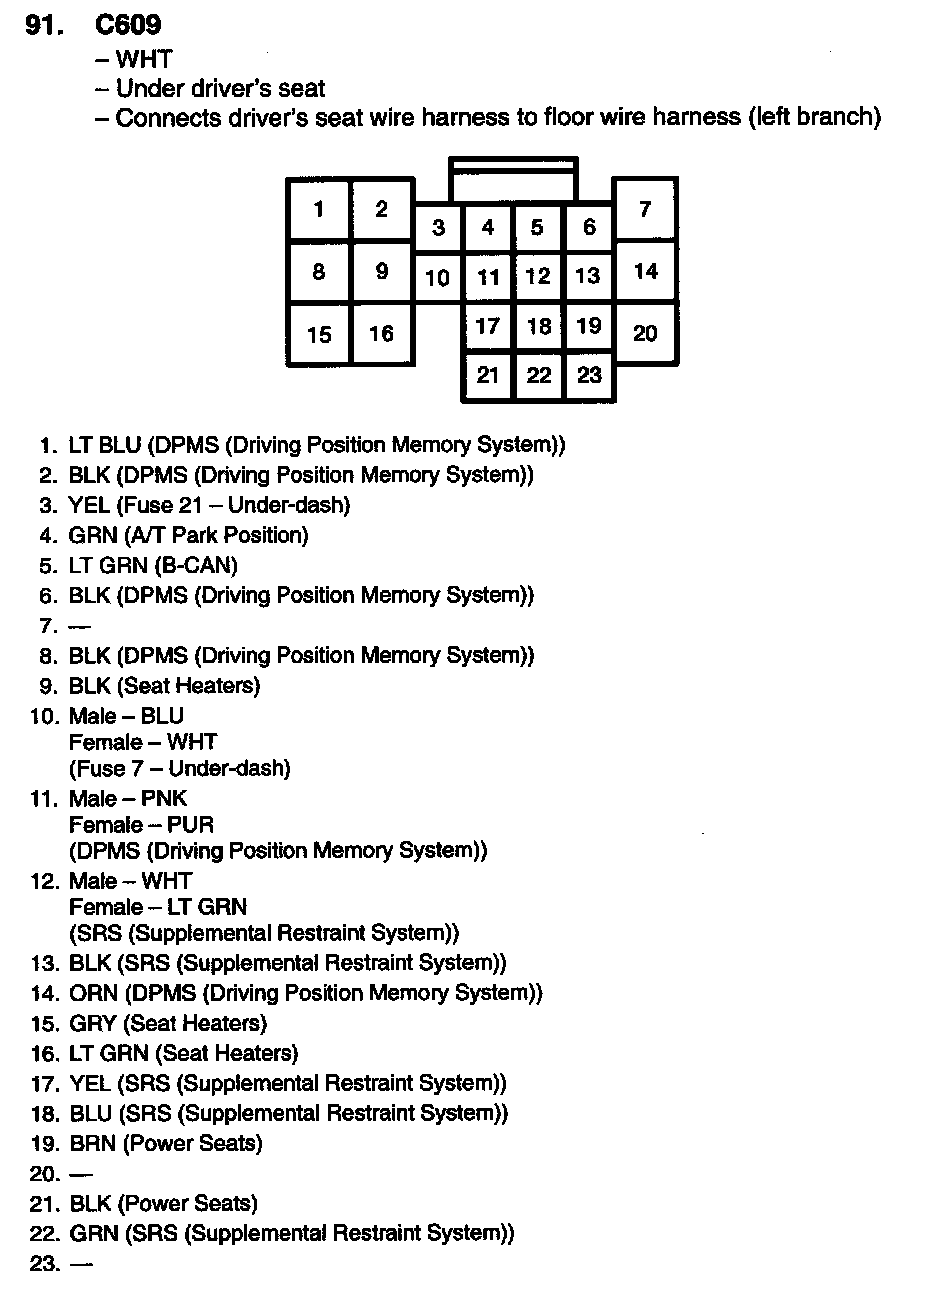 91. C609
– WHT
– Under driver's seat
– Connects driver's seat wire harness to floor wire harness (left branch)
1 2 7
3 4 5 6
8 9 10 11 12 13 14
15 16 17 18 19 20
21 22 23
1. LT BLU (DPMS (Driving Position Memory System))
2. BLK (DPMS (Driving Position Memory System))
3. YEL (Fuse 21 – Under-dash)
4. GRN (A/T Park Position)
5. LT GRN (B-CAN)
6. BLK (DPMS (Driving Position Memory System))
7. —
8. BLK (DPMS (Driving Position Memory System))
9. BLK (Seat Heaters)
10. Male – BLU
Female – WHT
(Fuse 7 – Under-dash)
11. Male – PNK
Female – PUR
(DPMS (Driving Position Memory System))
12. Male – WHT
Female – LT GRN
(SRS (Supplemental Restraint System))
13. BLK (SRS (Supplemental Restraint System))
14. ORN (DPMS (Driving Position Memory System))
15. GRY (Seat Heaters)
16. LT GRN (Seat Heaters)
17. YEL (SRS (Supplemental Restraint System))
18. BLU (SRS (Supplemental Restraint System))
19. BRN (Power Seats)
20. —
21. BLK (Power Seats)
22. GRN (SRS (Supplemental Restraint System))
23. —